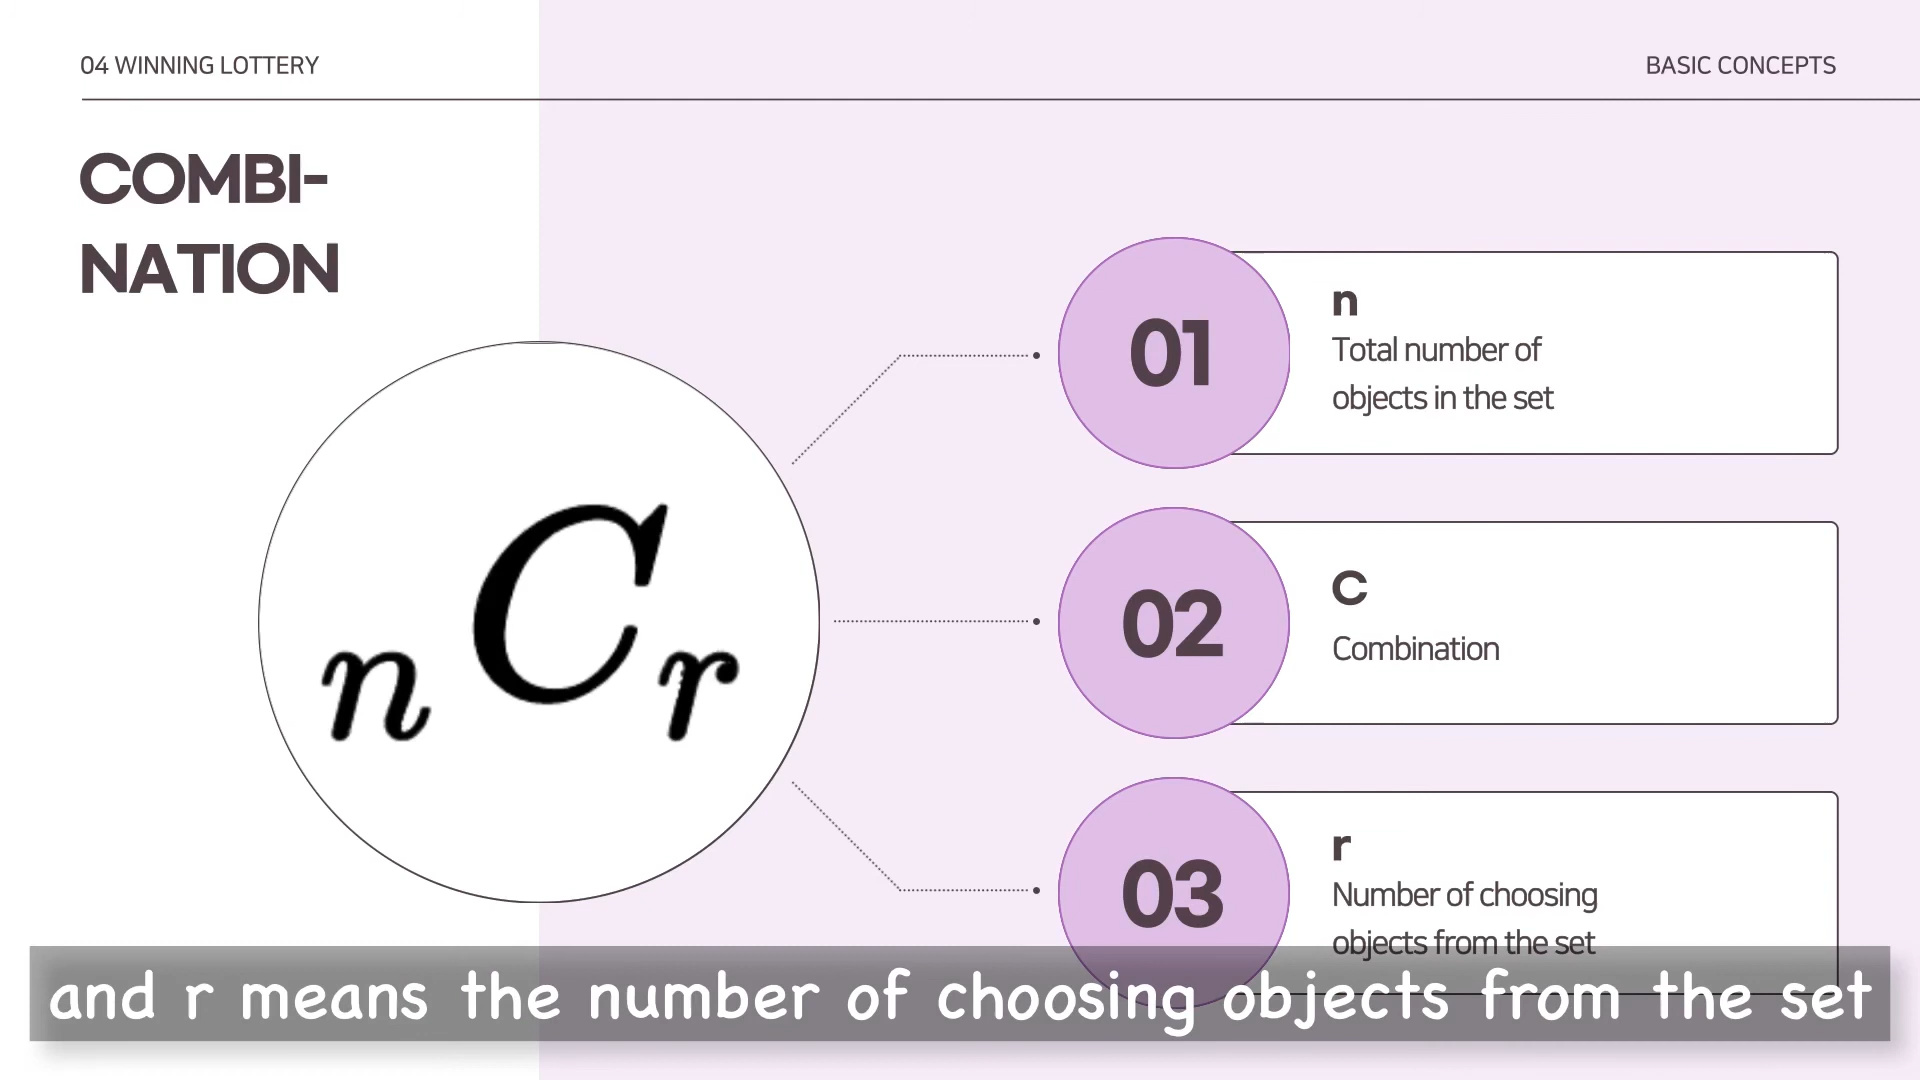 04 WINNING LOTTERY
BASIC CONCEPTS
COMBI-
NATION
nCr
01
n
Total number of
objects in the set
02
C
Combination
03
r
Number of choosing
objects from the set
and r means the number of choosing objects from the set